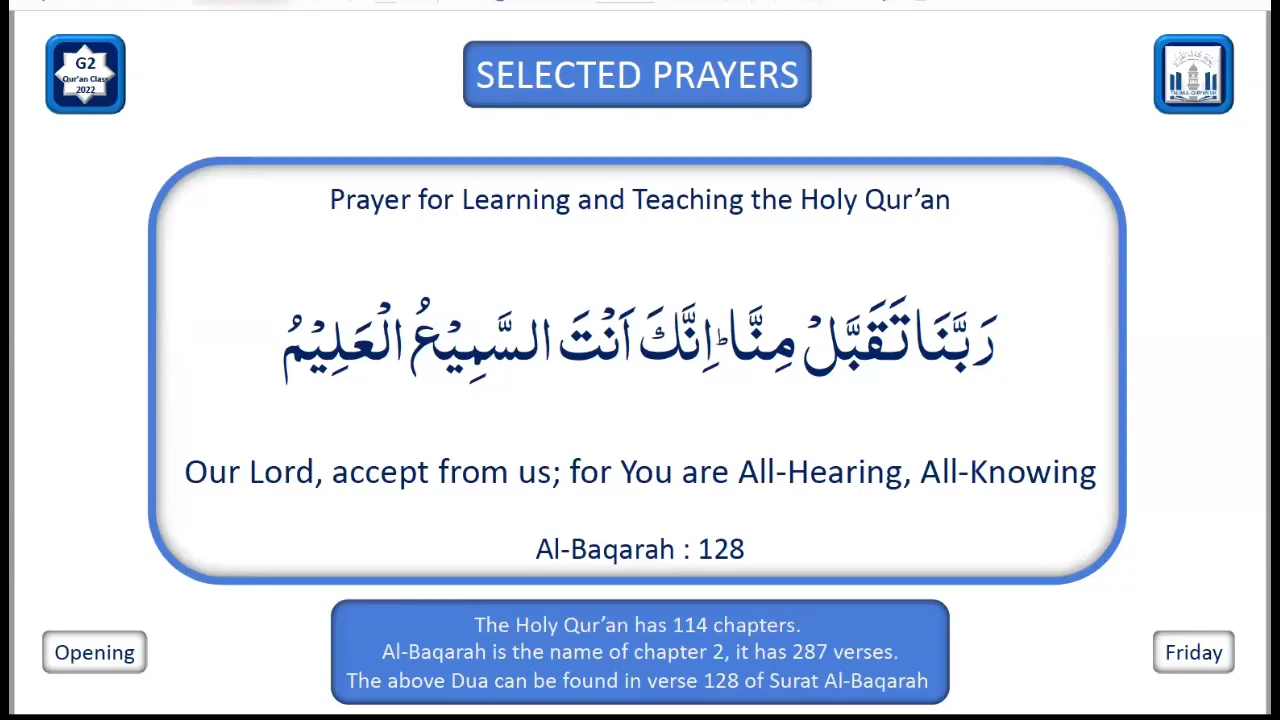 G2
Qur'an Class
2022
SELECTED PRAYERS
Prayer for Learning and Teaching the Holy Qur’an
رَبَّنَا تَقَبَّلْ مِنَّا ؕ اِنَّكَ اَنْتَ السَّمِيْعُ الْعَلِيْمُ
Our Lord, accept from us; for You are All-Hearing, All-Knowing
Al-Baqarah : 128
Opening
The Holy Qur’an has 114 chapters.
Al-Baqarah is the name of chapter 2, it has 287 verses.
The above Dua can be found in verse 128 of Surat Al-Baqarah
Friday